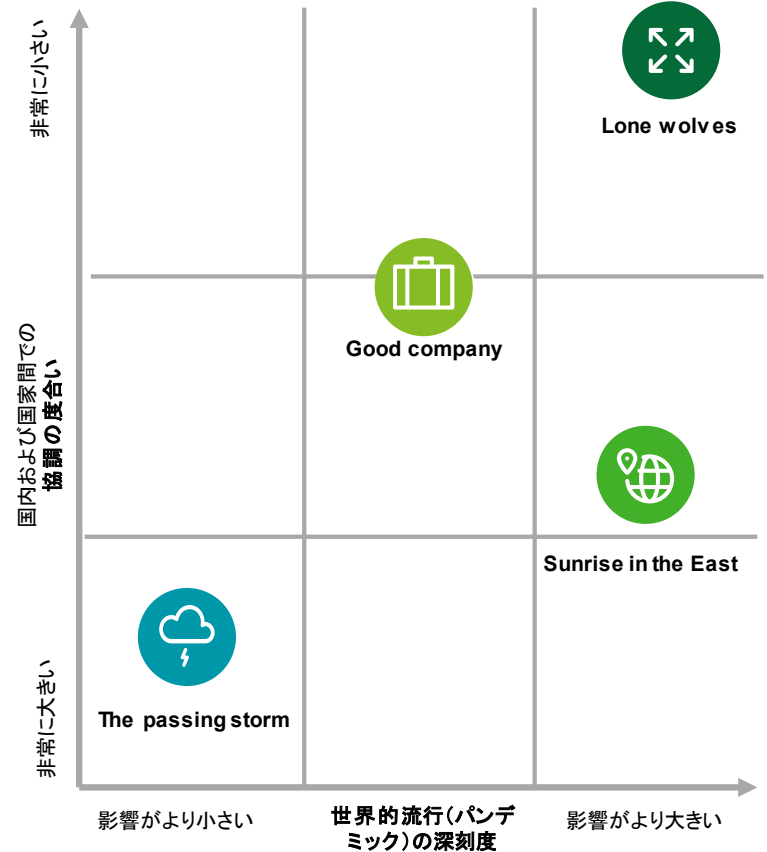 非常に小さい
Lone wolves
Good company
国内および国家間での
協調の度合い
Sunrise in the East
The passing storm
非常に大きい
影響がより小さい
世界的流行(パンデ
ミック)の深刻度
影響がより大きい